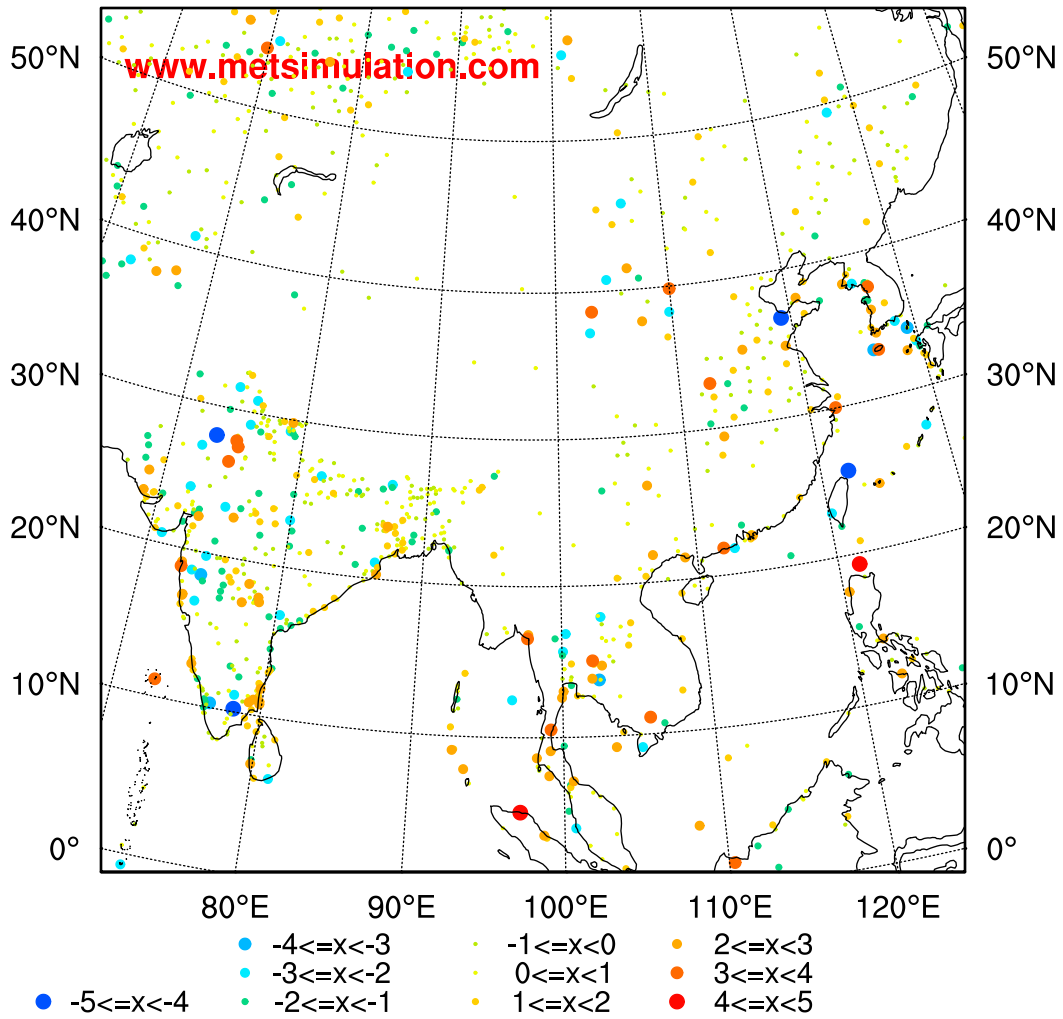 50°N 50°N
www.metsimulation.com
40°N 40°N
30°N 30°N
20°N 20°N
10°N 10°N
0° 0°
80°E 90°E 100°E 110°E 120°E
-4<=x<-3 -1<=x<0 2<=x<3
-3<=x<-2 0<=x<1 3<=x<4
-5<=x<-4 -2<=x<-1 1<=x<2 4<=x<5